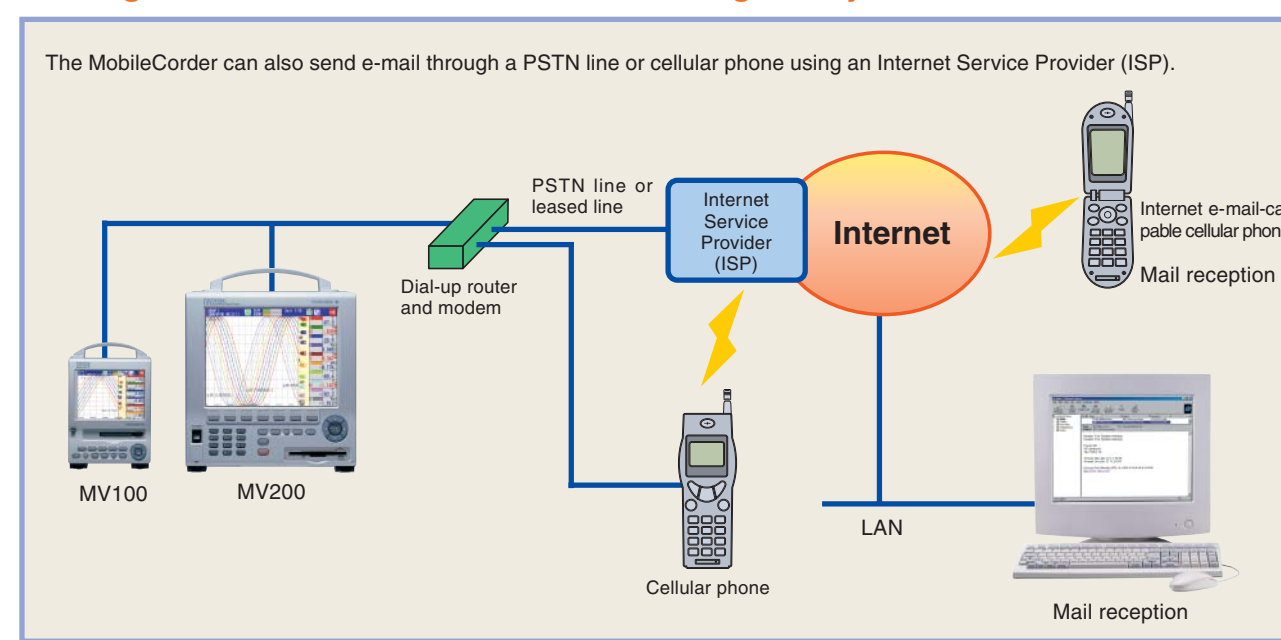 The MobileCorder can also send e-mail through a PSTN line or cellular phone using an Internet Service Provider (ISP).
PSTN line or
leased line
Internet
Service
Provider
(ISP)
Internet
Internet e-mail-ca
pable cellular phon
Mail reception
Dial-up router
and modem
MV100
MV200
LAN
Cellular phone
Mail reception